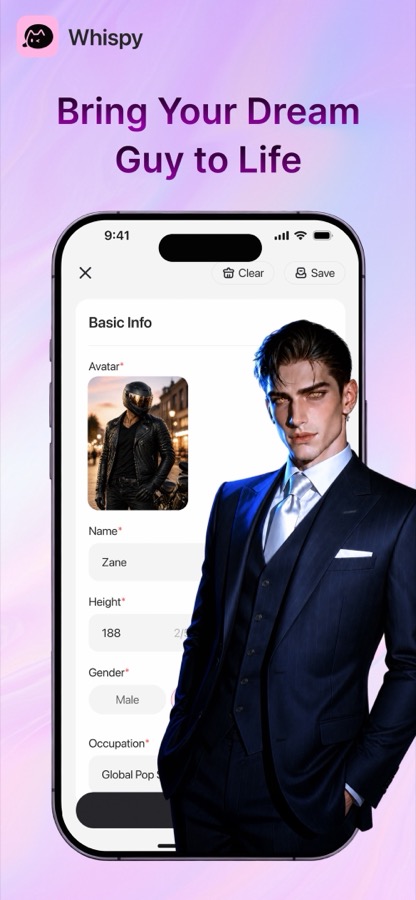 Whispy
Bring Your Dream
Guy to Life
9:41
Clear
Save
Basic Info
Avatar*
Name*
Zane
Height*
188
Gender*
Male
Occupation*
Global Pop